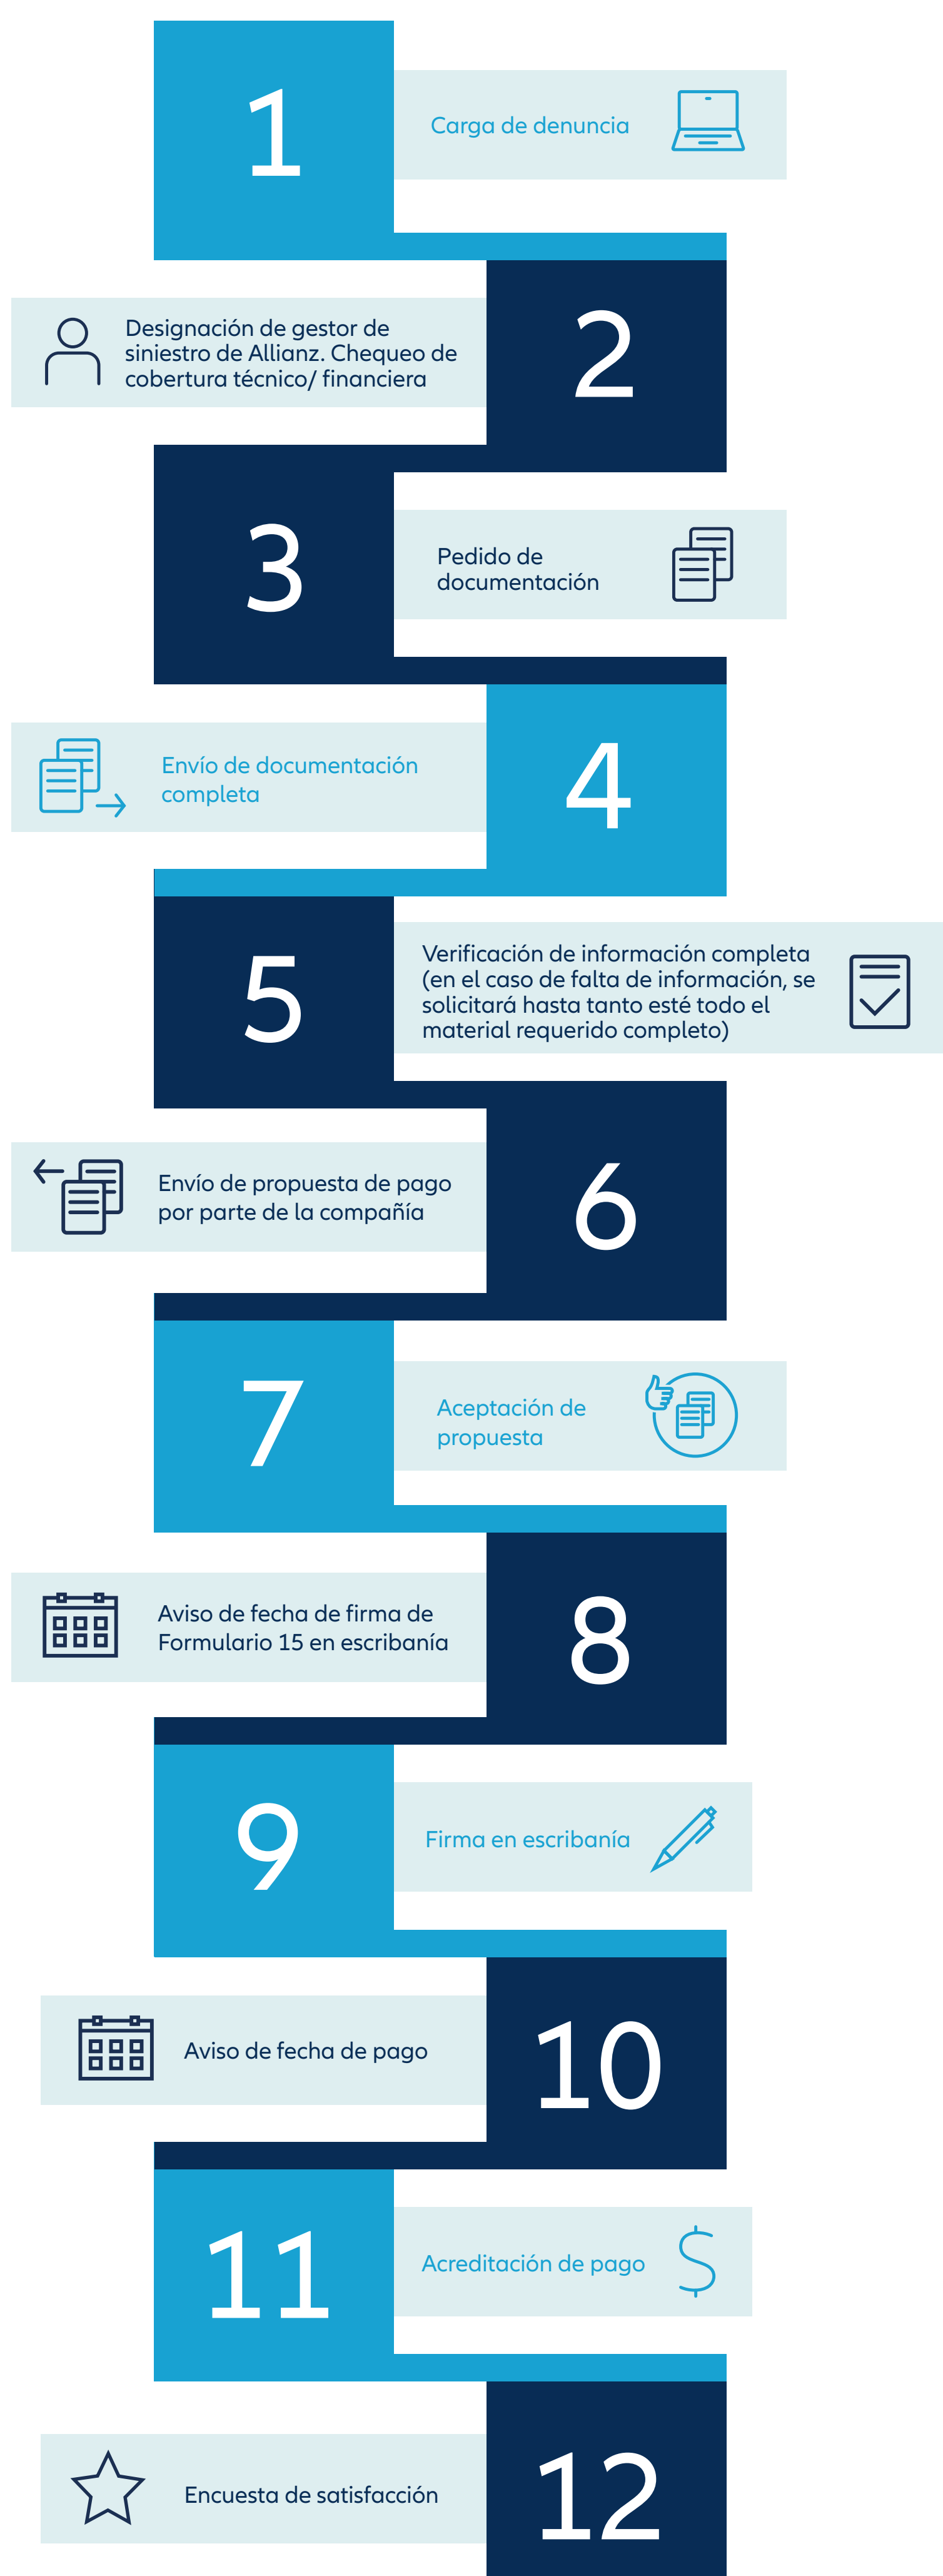 1
Carga de denuncia
2
Designación de gestor de
siniestro de Allianz. Chequeo de
cobertura técnico/ financiera
3
Pedido de
documentación
4
Envío de documentación
completa
5
Verificación de información completa
(en el caso de falta de información, se
solicitará hasta tanto esté todo el
material requerido completo)
6
Envío de propuesta de pago
por parte de la compañía
7
Aceptación de
propuesta
8
Aviso de fecha de firma de
Formulario 15 en escribanía
9
Firma en escribanía
10
Aviso de fecha de pago
11
Acreditación de pago
$
12
Encuesta de satisfacción